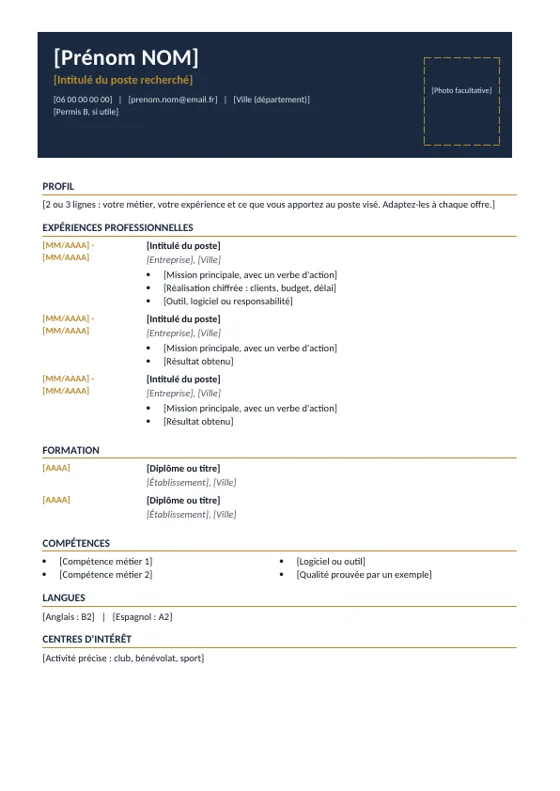 [Prénom NOM]
[Intitulé du poste recherché]
[06 00 00 00 00] | [prenom.nom@email.fr] | [Ville (département)]
[Permis B, si utile]
[Photo facultative]
PROFIL
[2 ou 3 lignes : votre métier, votre expérience et ce que vous apportez au poste visé. Adaptez-les à chaque offre.]
EXPÉRIENCES PROFESSIONNELLES
[MM/AAAA] -
[MM/AAAA]
[Intitulé du poste]
[Entreprise], [Ville]
• [Mission principale, avec un verbe d'action]
• [Réalisation chiffrée : clients, budget, délai]
• [Outil, logiciel ou responsabilité]
[MM/AAAA] -
[MM/AAAA]
[Intitulé du poste]
[Entreprise], [Ville]
• [Mission principale, avec un verbe d'action]
• [Résultat obtenu]
[MM/AAAA] -
[MM/AAAA]
[Intitulé du poste]
[Entreprise], [Ville]
• [Mission principale, avec un verbe d'action]
• [Résultat obtenu]
FORMATION
[AAAA]
[Diplôme ou titre]
[Établissement], [Ville]
[AAAA]
[Diplôme ou titre]
[Établissement], [Ville]
COMPÉTENCES
• [Compétence métier 1]
• [Compétence métier 2]
• [Logiciel ou outil]
• [Qualité prouvée par un exemple]
LANGUES
[Anglais : B2] | [Espagnol : A2]
CENTRES D'INTÉRÊT
[Activité précise : club, bénévolat, sport]